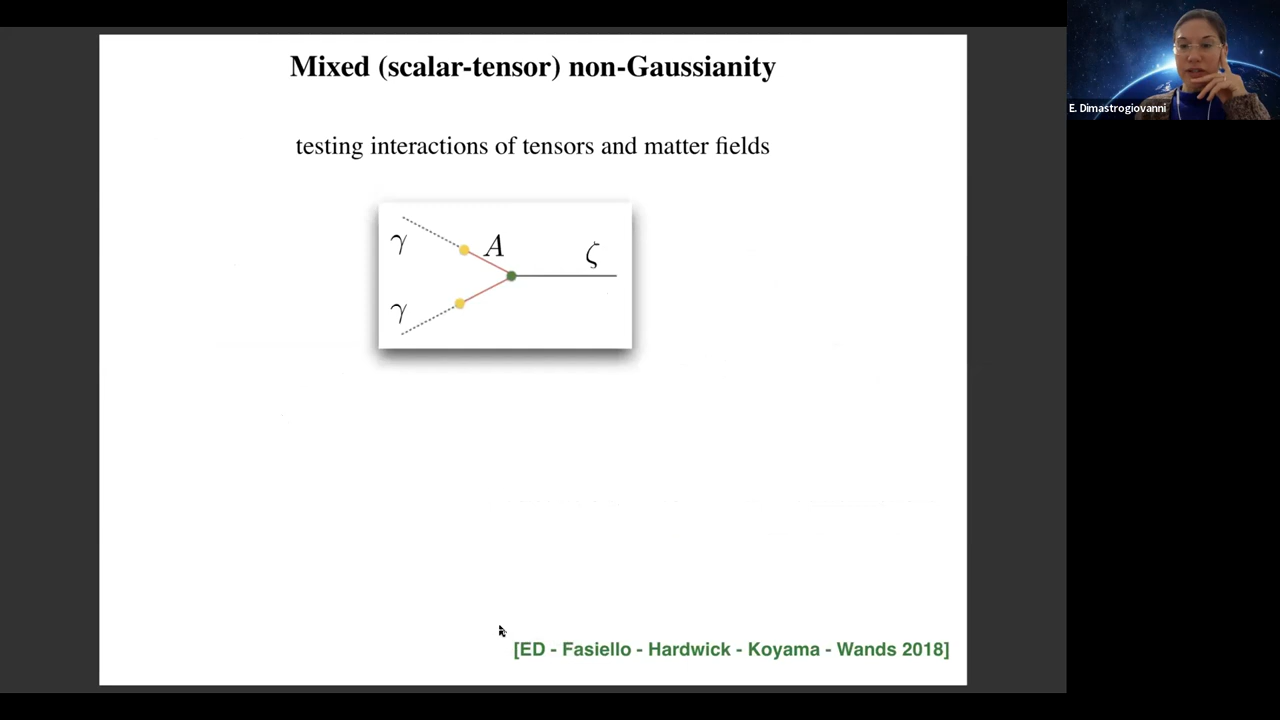 Mixed (scalar-tensor) non-Gaussianity
E. Dimastrogiovanni
testing interactions of tensors and matter fields
γ
A
ζ
γ
[ED - Fasiello - Hardwick - Koyama - Wands 2018]